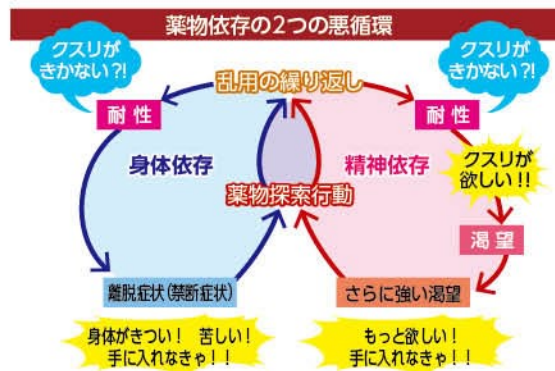 薬物依存の2つの悪循環
クスリが
きかない?!
クスリが
きかない?!
乱用の繰り返し
耐性
耐性
身体依存
精神依存
クスリが
欲しい!!
薬物探索行動
渇望
離脱症状(禁断症状)
さらに強い渇望
身体がきつい! 苦しい!
手に入れなきゃ!!
もっと欲しい!
手に入れなきゃ!!